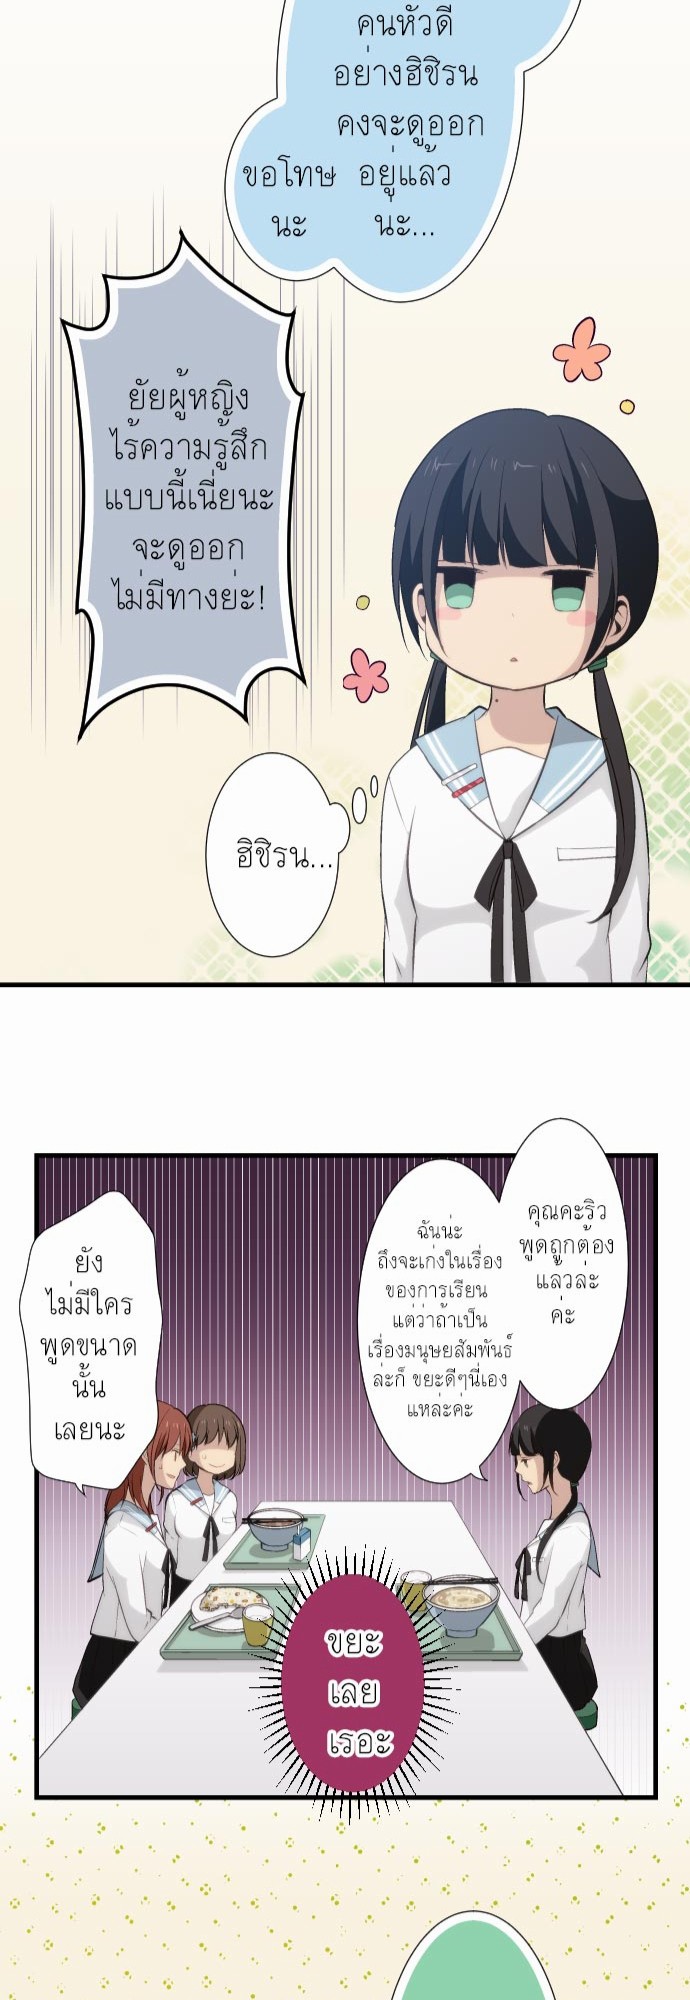 คนหัวดี
อย่างฮิชิรน
คงจะดูออก
อยู่แล้ว
น่ะ...
ขอโทษ
นะ
ยัยผู้หญิง
ไร้ความรู้สึก
แบบนี้เนี่ยนะ
จะดูออก
ไม่มีทางย่ะ!
ฮิชิรน...
คุณคะริว
พูดถูกต้อง
แล้วล่ะ
ค่ะ
ฉันน่ะ
ถึงจะเก่งในเรื่อง
ของการเรียน
แต่ว่าถ้าเป็น
เรื่องมนุษยสัมพันธ์
ล่ะก็ ขยะดีๆนี่เอง
แหล่ะค่ะ
ยัง
ไม่มีใคร
พูดขนาด
นั้น
เลยนะ
ขยะ
เลย
เรอะ